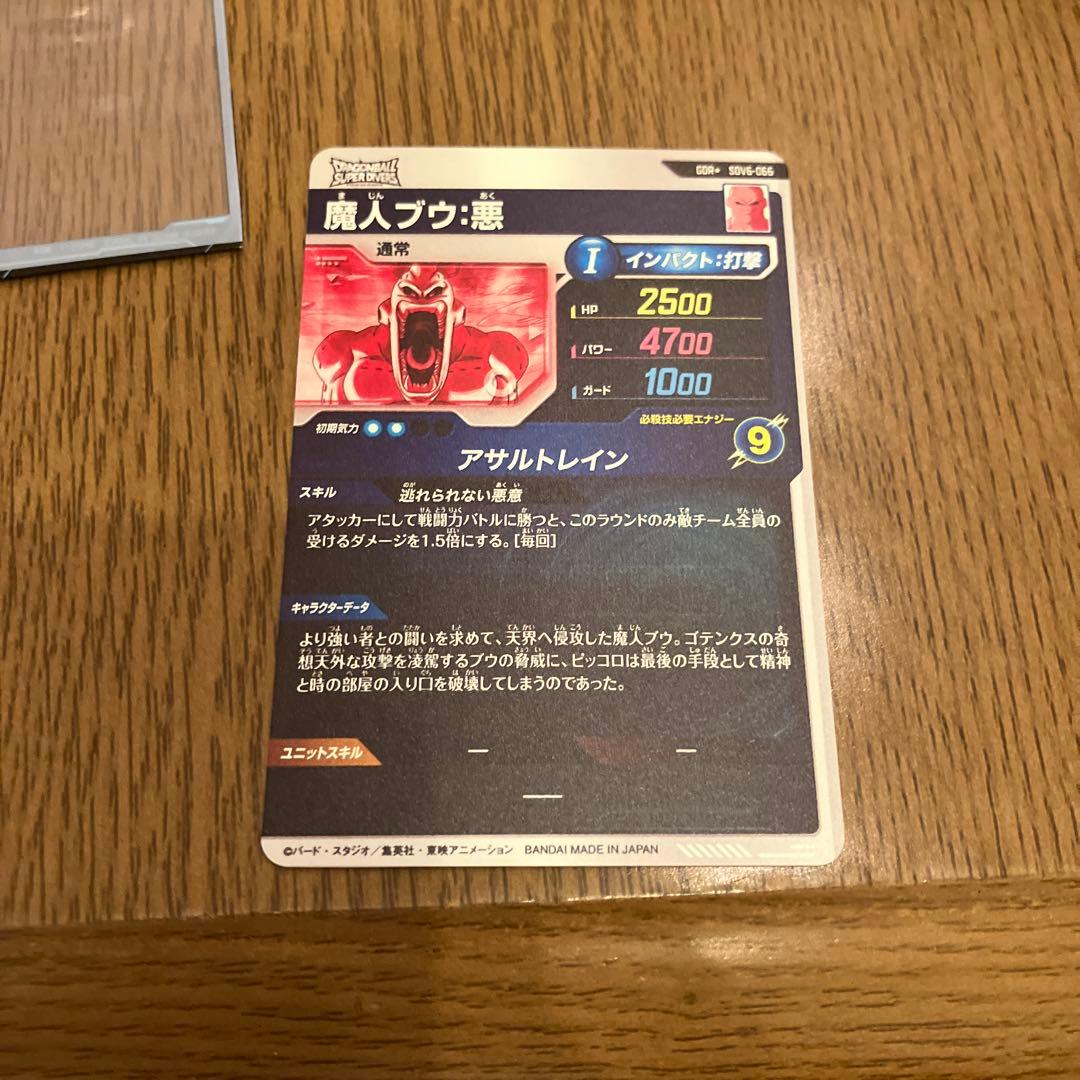 DRAGONBALL
SUPER DIVERS
GDR★ SDV6-066
魔人ブウ:悪
ま じん あく
通常
I インパクト:打撃
HP 2500
パワー 4700
ガード 1000
初期気力
必殺技必要エナジー
9
アサルトレイン
スキル 逃れられない悪意
アタッカーにして戦闘力バトルに勝つと、このラウンドのみ敵チーム全員の
受けるダメージを1.5倍にする。[毎回]
キャラクターデータ
より強い者との闘いを求めて、天界へ侵攻した魔人ブウ。ゴテンクスの奇
想天外な攻撃を凌駕するブウの脅威に、ピッコロは最後の手段として精神
と時の部屋の入り口を破壊してしまうのであった。
ユニットスキル ― ―
―
©バード・スタジオ／集英社・東映アニメーション BANDAI MADE IN JAPAN